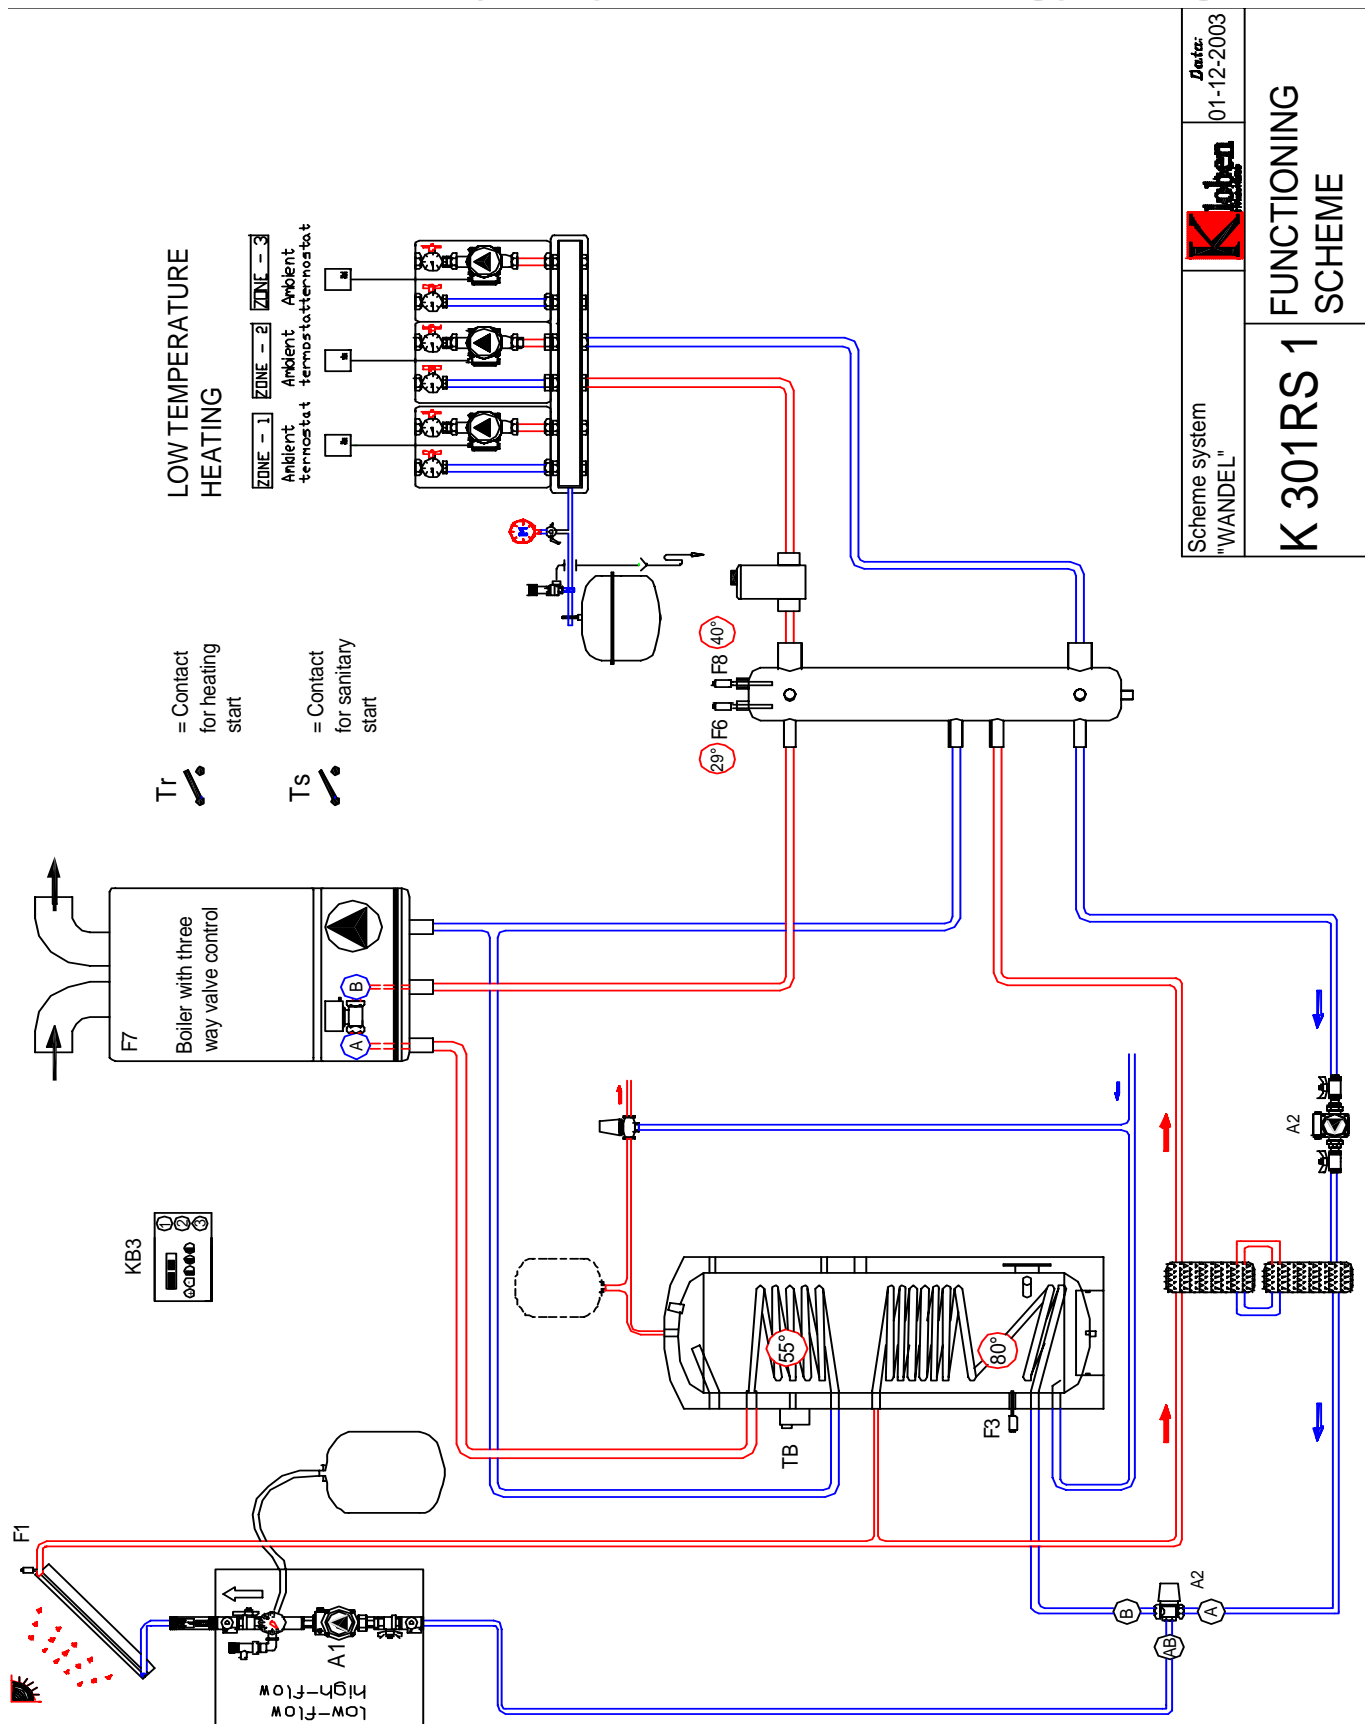 Data:
01-12-2003
Kloben
Scheme system
"WANDEL"
K 301RS 1
FUNCTIONING
SCHEME
LOW TEMPERATURE
HEATING
ZONE - 1
Ambient
termostat
ZONE - 2
Ambient
termostat
ZONE - 3
Ambient
termostat
M
Tr
= Contact
for heating
start
Ts
= Contact
for sanitary
start
F7
Boiler with three
way valve control
A
B
29°
F6
F8
40°
KB3
1
2
3
55°
80°
TB
F3
F1
A1
low-flow
high-flow
A2
B
A
AB
A2